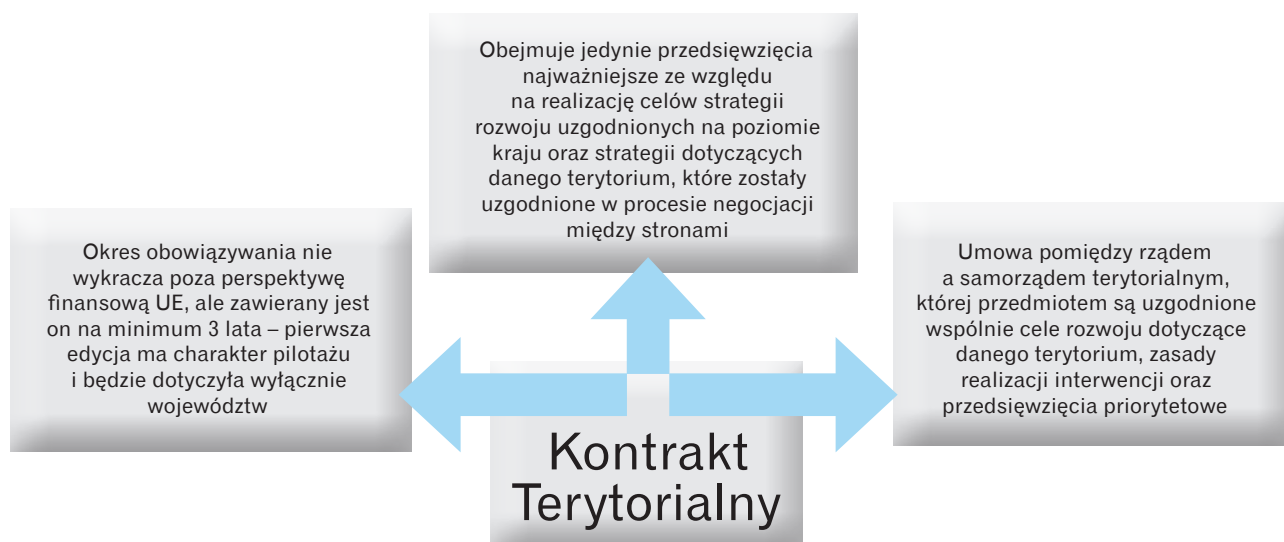 Obejmuje jedynie przedsięwzięcia
najważniejsze ze względu
na realizację celów strategii
rozwoju uzgodnionych na poziomie
kraju oraz strategii dotyczących
danego terytorium, które zostały
uzgodnione w procesie negocjacji
między stronami
Okres obowiązywania nie
wykracza poza perspektywę
finansową UE, ale zawierany jest
on na minimum 3 lata – pierwsza
edycja ma charakter pilotażu
i będzie dotyczyła wyłącznie
województw
Umowa pomiędzy rządem
a samorządem terytorialnym,
której przedmiotem są uzgodnione
wspólnie cele rozwoju dotyczące
danego terytorium, zasady
realizacji interwencji oraz
przedsięwzięcia priorytetowe
Kontrakt
Terytorialny